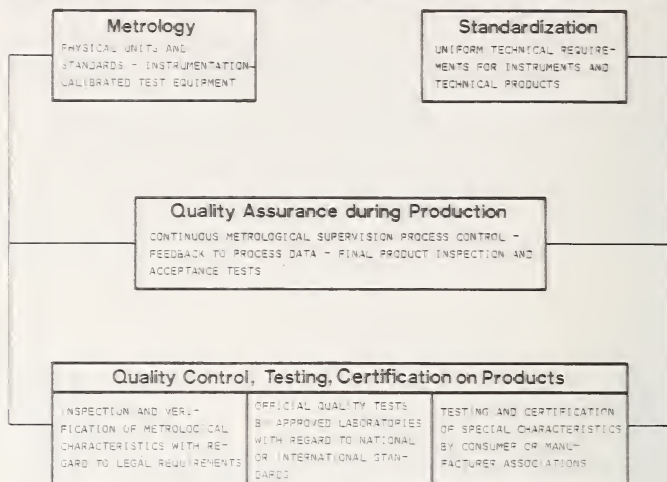 Metrology
PHYSICAL UNITS AND
STANDARDS - INSTRUMENTATION-
CALIBRATED TEST EQUIPMENT
Standardization
UNIFORM TECHNICAL REQUIRE-
MENTS FOR INSTRUMENTS AND
TECHNICAL PRODUCTS
Quality Assurance during Production
CONTINUOUS METROLOGICAL SUPERVISION PROCESS CONTROL -
FEEDBACK TO PROCESS DATA - FINAL PRODUCT INSPECTION AND
ACCEPTANCE TESTS
Quality Control, Testing, Certification on Products
INSPECTION AND VERI-
FICATION OF METROLOGICAL
CHARACTERISTICS WITH RE-
GARD TO LEGAL REQUIREMENTS
OFFICIAL QUALITY TESTS
BY APPROVED LABORATORIES
WITH REGARD TO NATIONAL
OR INTERNATIONAL STAN-
DARDS
TESTING AND CERTIFICATION
OF SPECIAL CHARACTERISTICS
BY CONSUMER OR MANU-
FACTURER ASSOCIATIONS